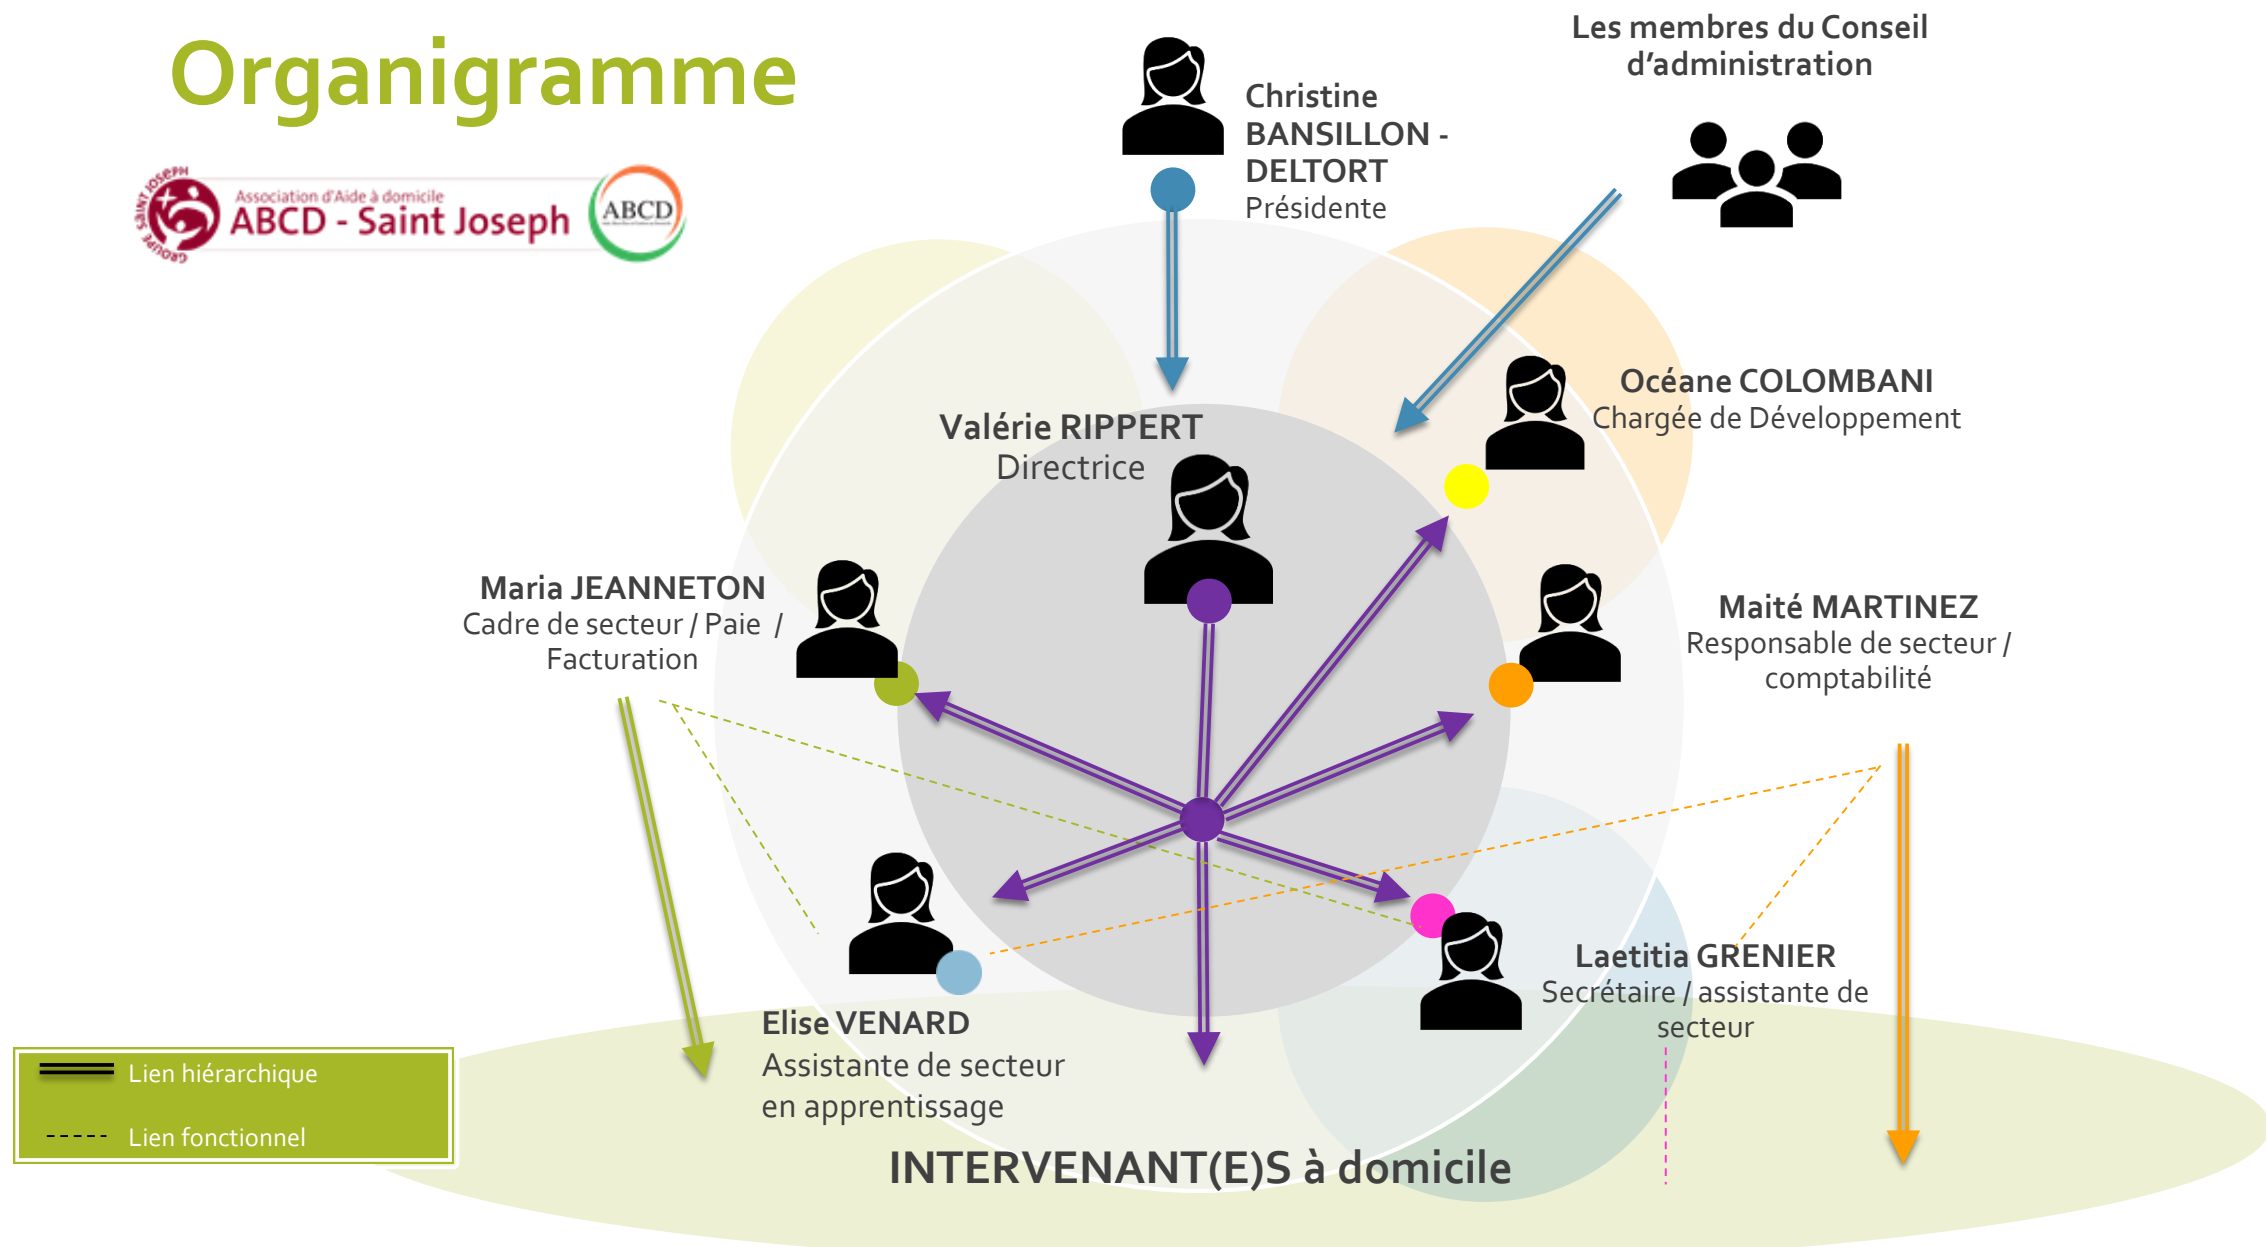 Organigramme
GROUPE SAINT JOSEPH
Association d'Aide à domicile
ABCD - Saint Joseph
ABCD
Christine
BANSILLON -
DELTORT
Présidente
Les membres du Conseil
d'administration
Océane COLOMBANI
Chargée de Développement
Valérie RIPPERT
Directrice
Maria JEANNETON
Cadre de secteur / Paie /
Facturation
Maité MARTINEZ
Responsable de secteur /
comptabilité
Elise VENARD
Assistante de secteur
en apprentissage
Laetitia GRENIER
Secrétaire / assistante de
secteur
INTERVENANT(E)S à domicile
Lien hiérarchique
Lien fonctionnel